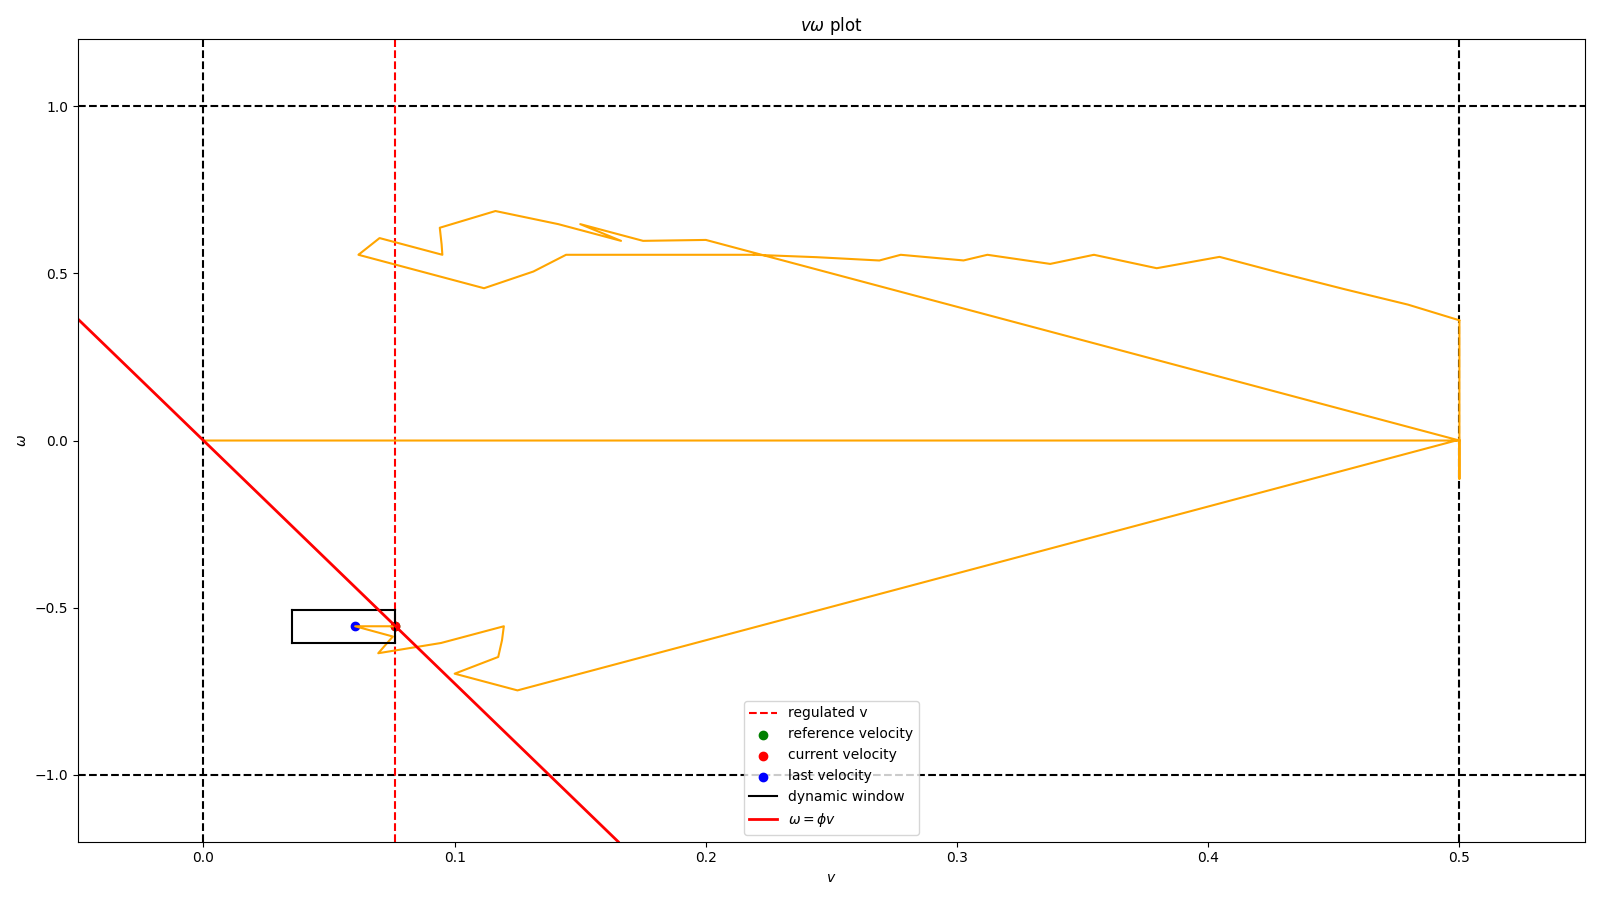 vω plot
ω
1.0
0.5
0.0
−0.5
−1.0
0.0
0.1
0.2
0.3
0.4
0.5
v
regulated v
reference velocity
current velocity
last velocity
dynamic window
ω = ϕv